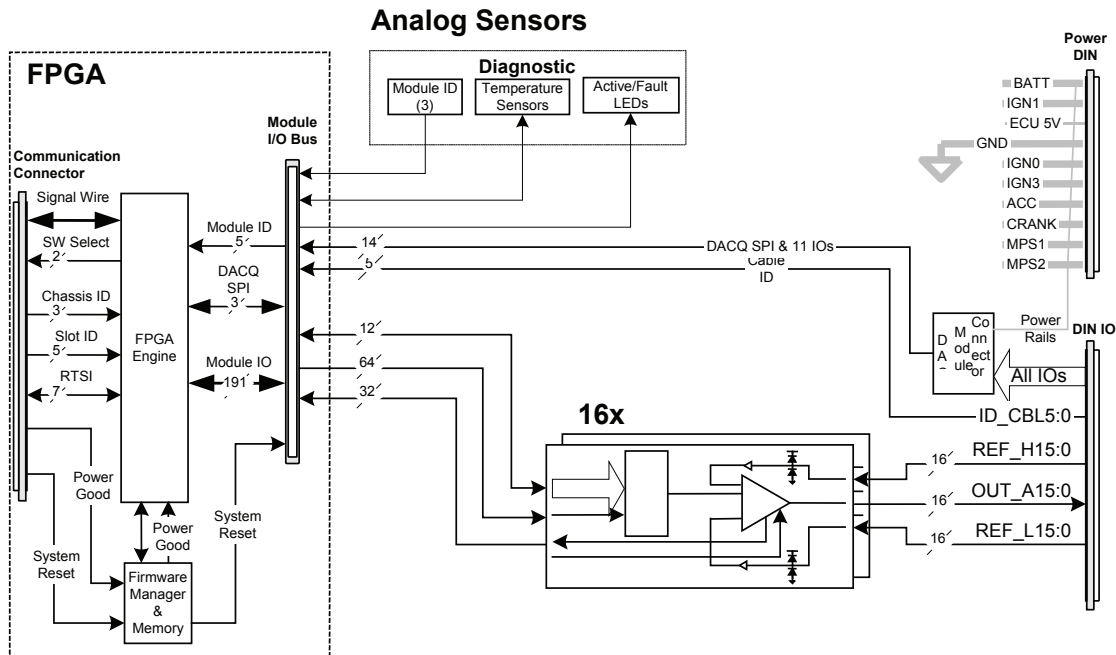 Analog Sensors
FPGA
Diagnostic
Module ID
(3)
Temperature
Sensors
Active/Fault
LEDs
Module
I/O Bus
Communication
Connector
Signal Wire
SW Select
2
Chassis ID
3
Slot ID
5
RTSI
7
FPGA
Engine
Module ID
5
DACQ
SPI
3
Module IO
191
Power
Good
System
Reset
Power
Good
System
Reset
Firmware
Manager
&
Memory
14
DACQ SPI & 11 IOs
5
Cable
ID
12
64
32
16x
Power
DIN
BATT
IGN1
ECU 5V
GND
IGN0
IGN3
ACC
CRANK
MPS1
MPS2
Power
Rails
DIN IO
DA
Module
Connector
All IOs
ID_CBL5:0
16
REF_H15:0
16
OUT_A15:0
16
REF_L15:0